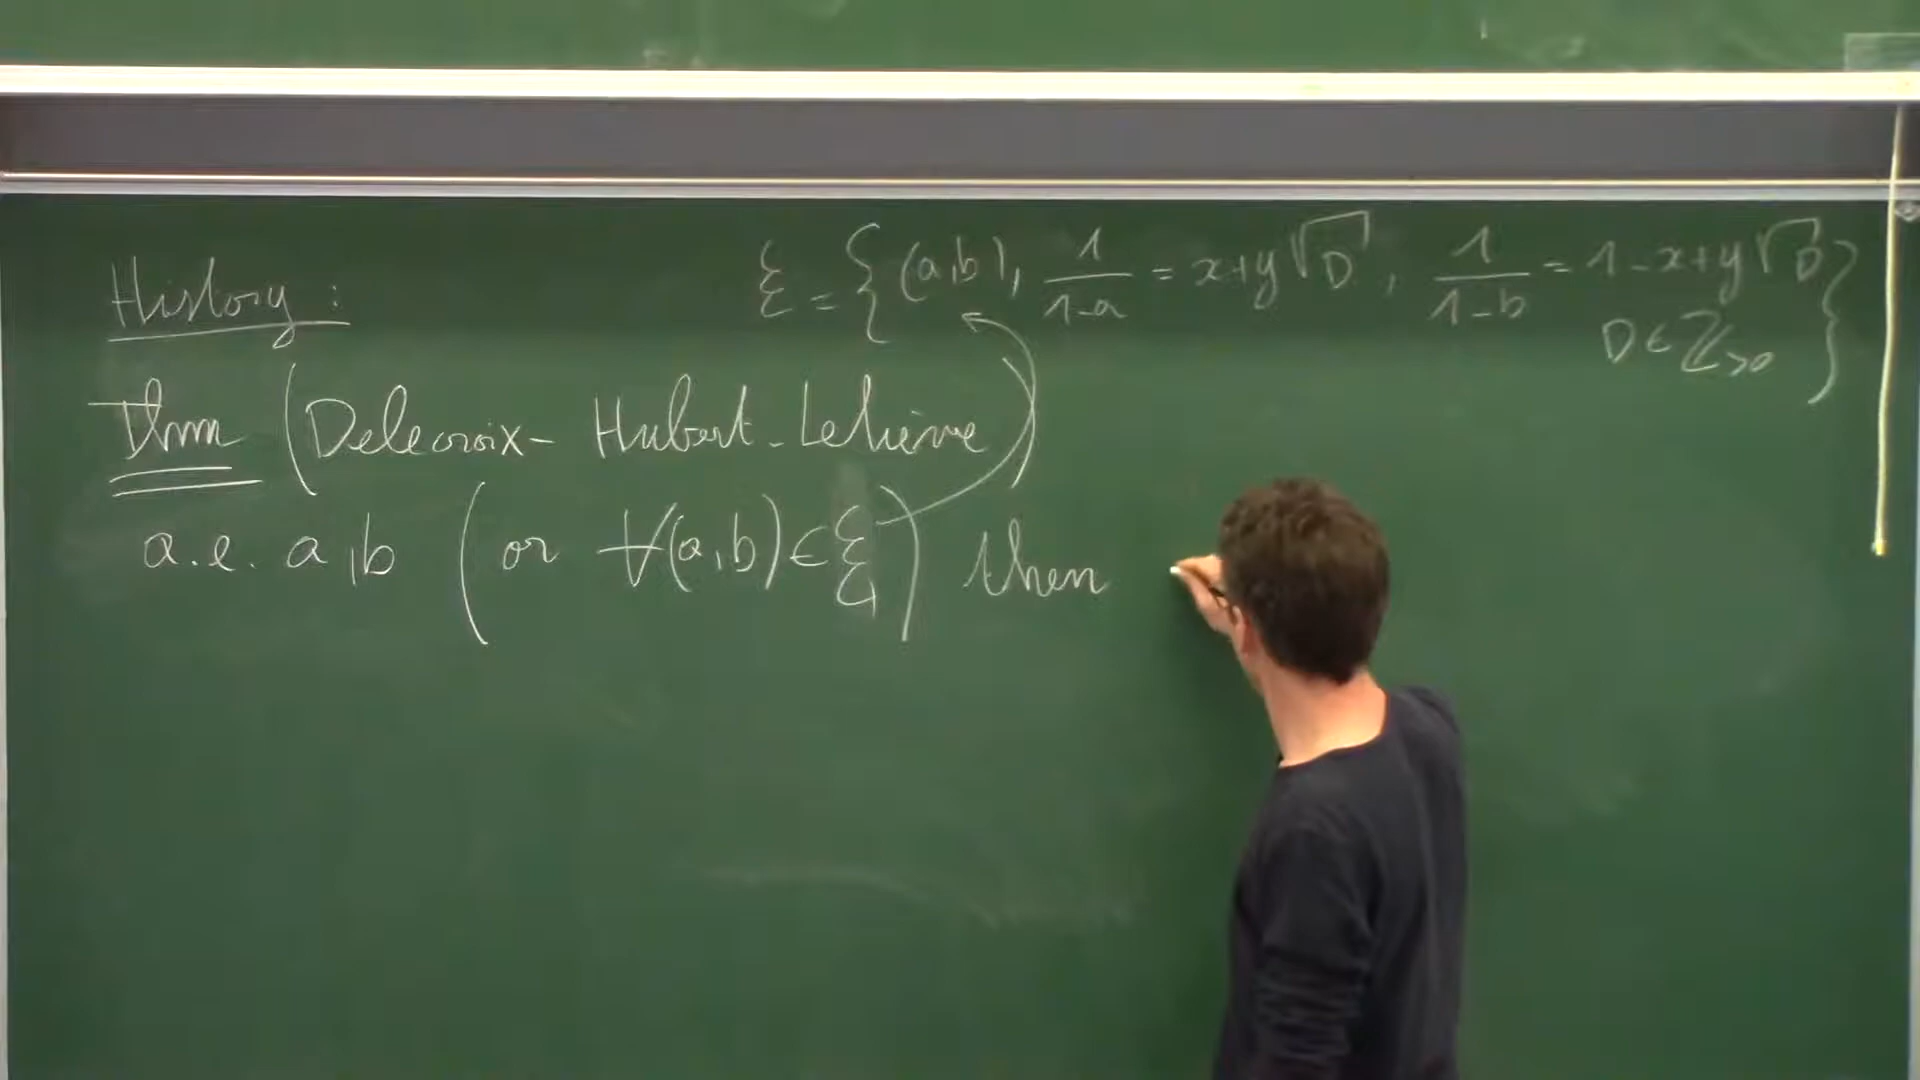 History :
ℰ = { (a,b), 1/(1-a) = x+y√D, 1/(1-b) = 1-x+y√D
D ∈ ℤ>0 }
Thm (Delecroix - Hubert - Lelièvre)
a.e. a,b (or ∀(a,b) ∈ ℰ) then